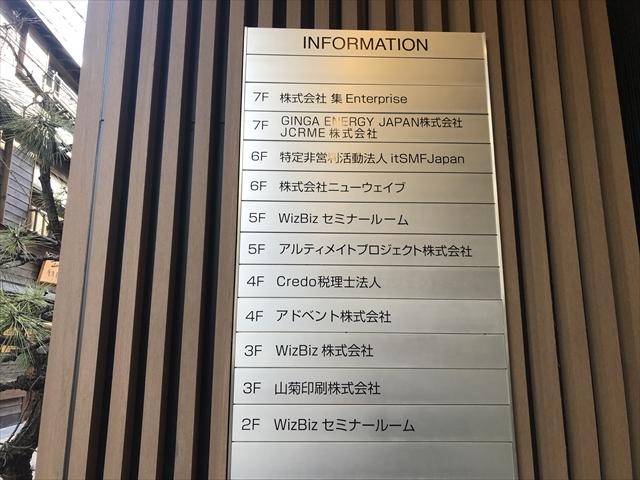 INFORMATION
7F 株式会社 集 Enterprise
7F GINGA ENERGY JAPAN株式会社
JCRME 株式会社
6F 特定非営利活動法人 itSMFJapan
6F 株式会社ニューウェイブ
5F WizBiz セミナールーム
5F アルティメイトプロジェクト株式会社
4F Credo税理士法人
4F アドベント株式会社
3F WizBiz 株式会社
3F 山菊印刷株式会社
2F WizBiz セミナールーム